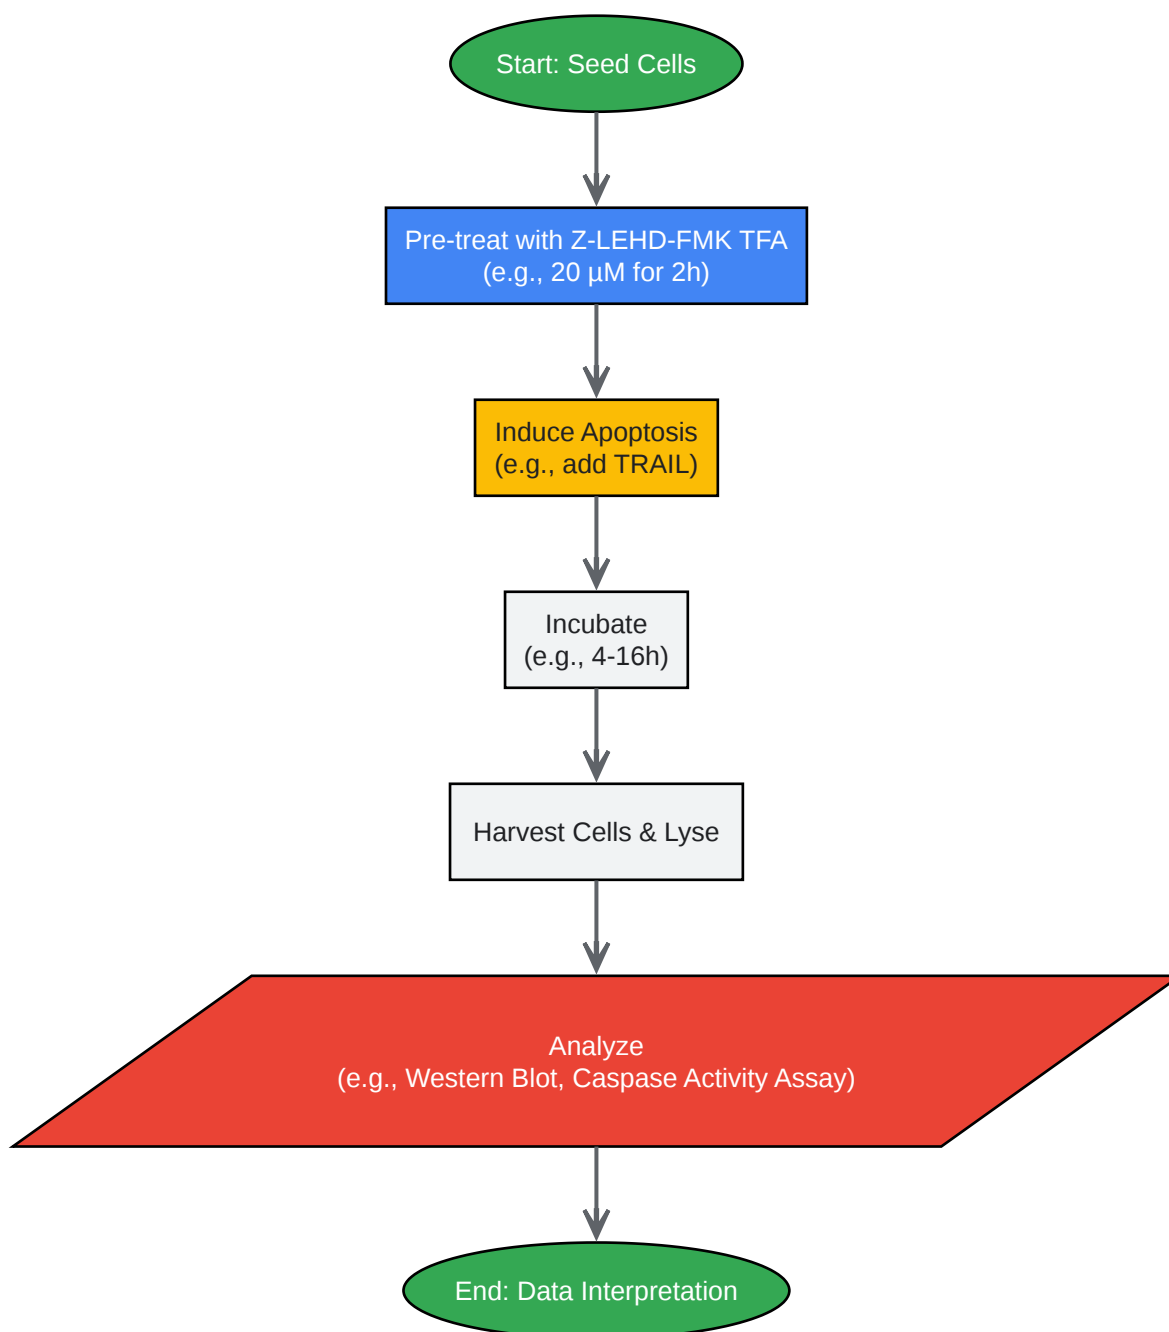 Start: Seed Cells
Pre-treat with Z-LEHD-FMK TFA
(e.g., 20 µM for 2h)
Induce Apoptosis
(e.g., add TRAIL)
Incubate
(e.g., 4-16h)
Harvest Cells & Lyse
Analyze
(e.g., Western Blot, Caspase Activity Assay)
End: Data Interpretation